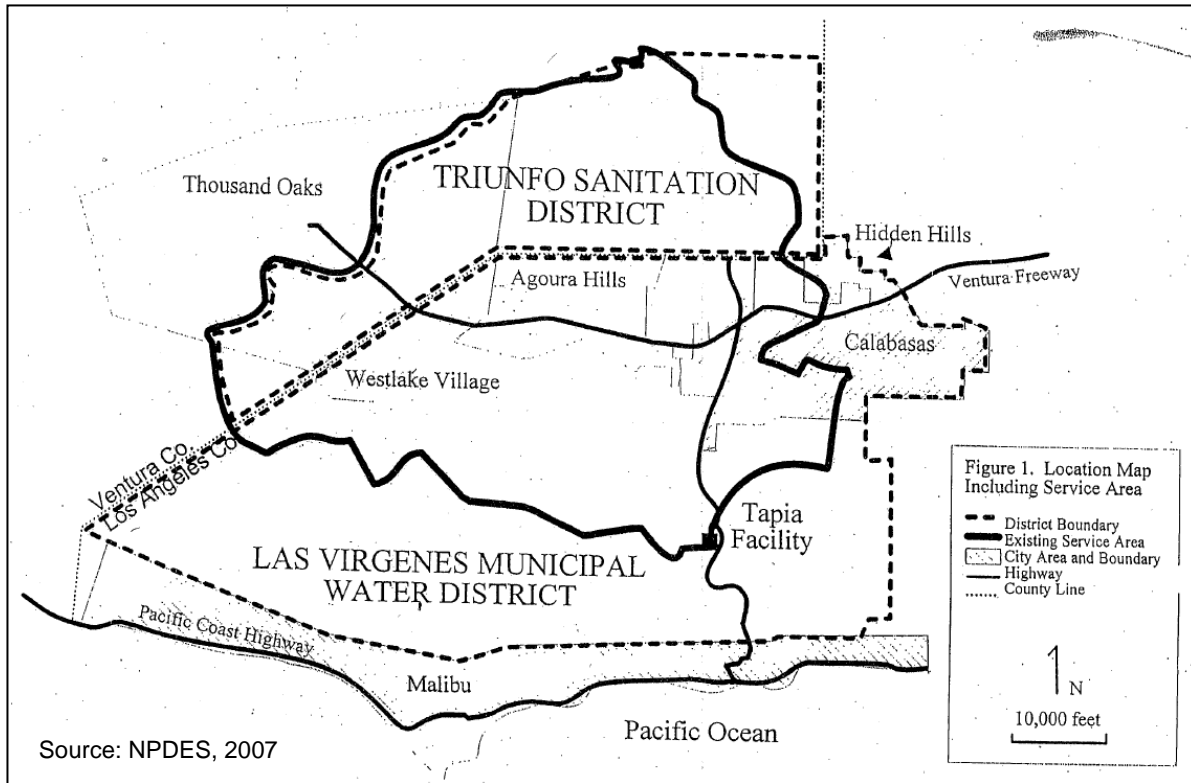 Thousand Oaks
TRIUNFO SANITATION
DISTRICT
Hidden Hills
Ventura Freeway
Agoura Hills
Calabasas
Westlake Village
Ventura Co.
Los Angeles Co
Tapia
Facility
LAS VIRGENES MUNICIPAL
WATER DISTRICT
Pacific Coast Highway
Malibu
Pacific Ocean
Figure 1. Location Map
Including Service Area
District Boundary
Existing Service Area
City Area and Boundary
Highway
County Line
N
10,000 feet
Source: NPDES, 2007